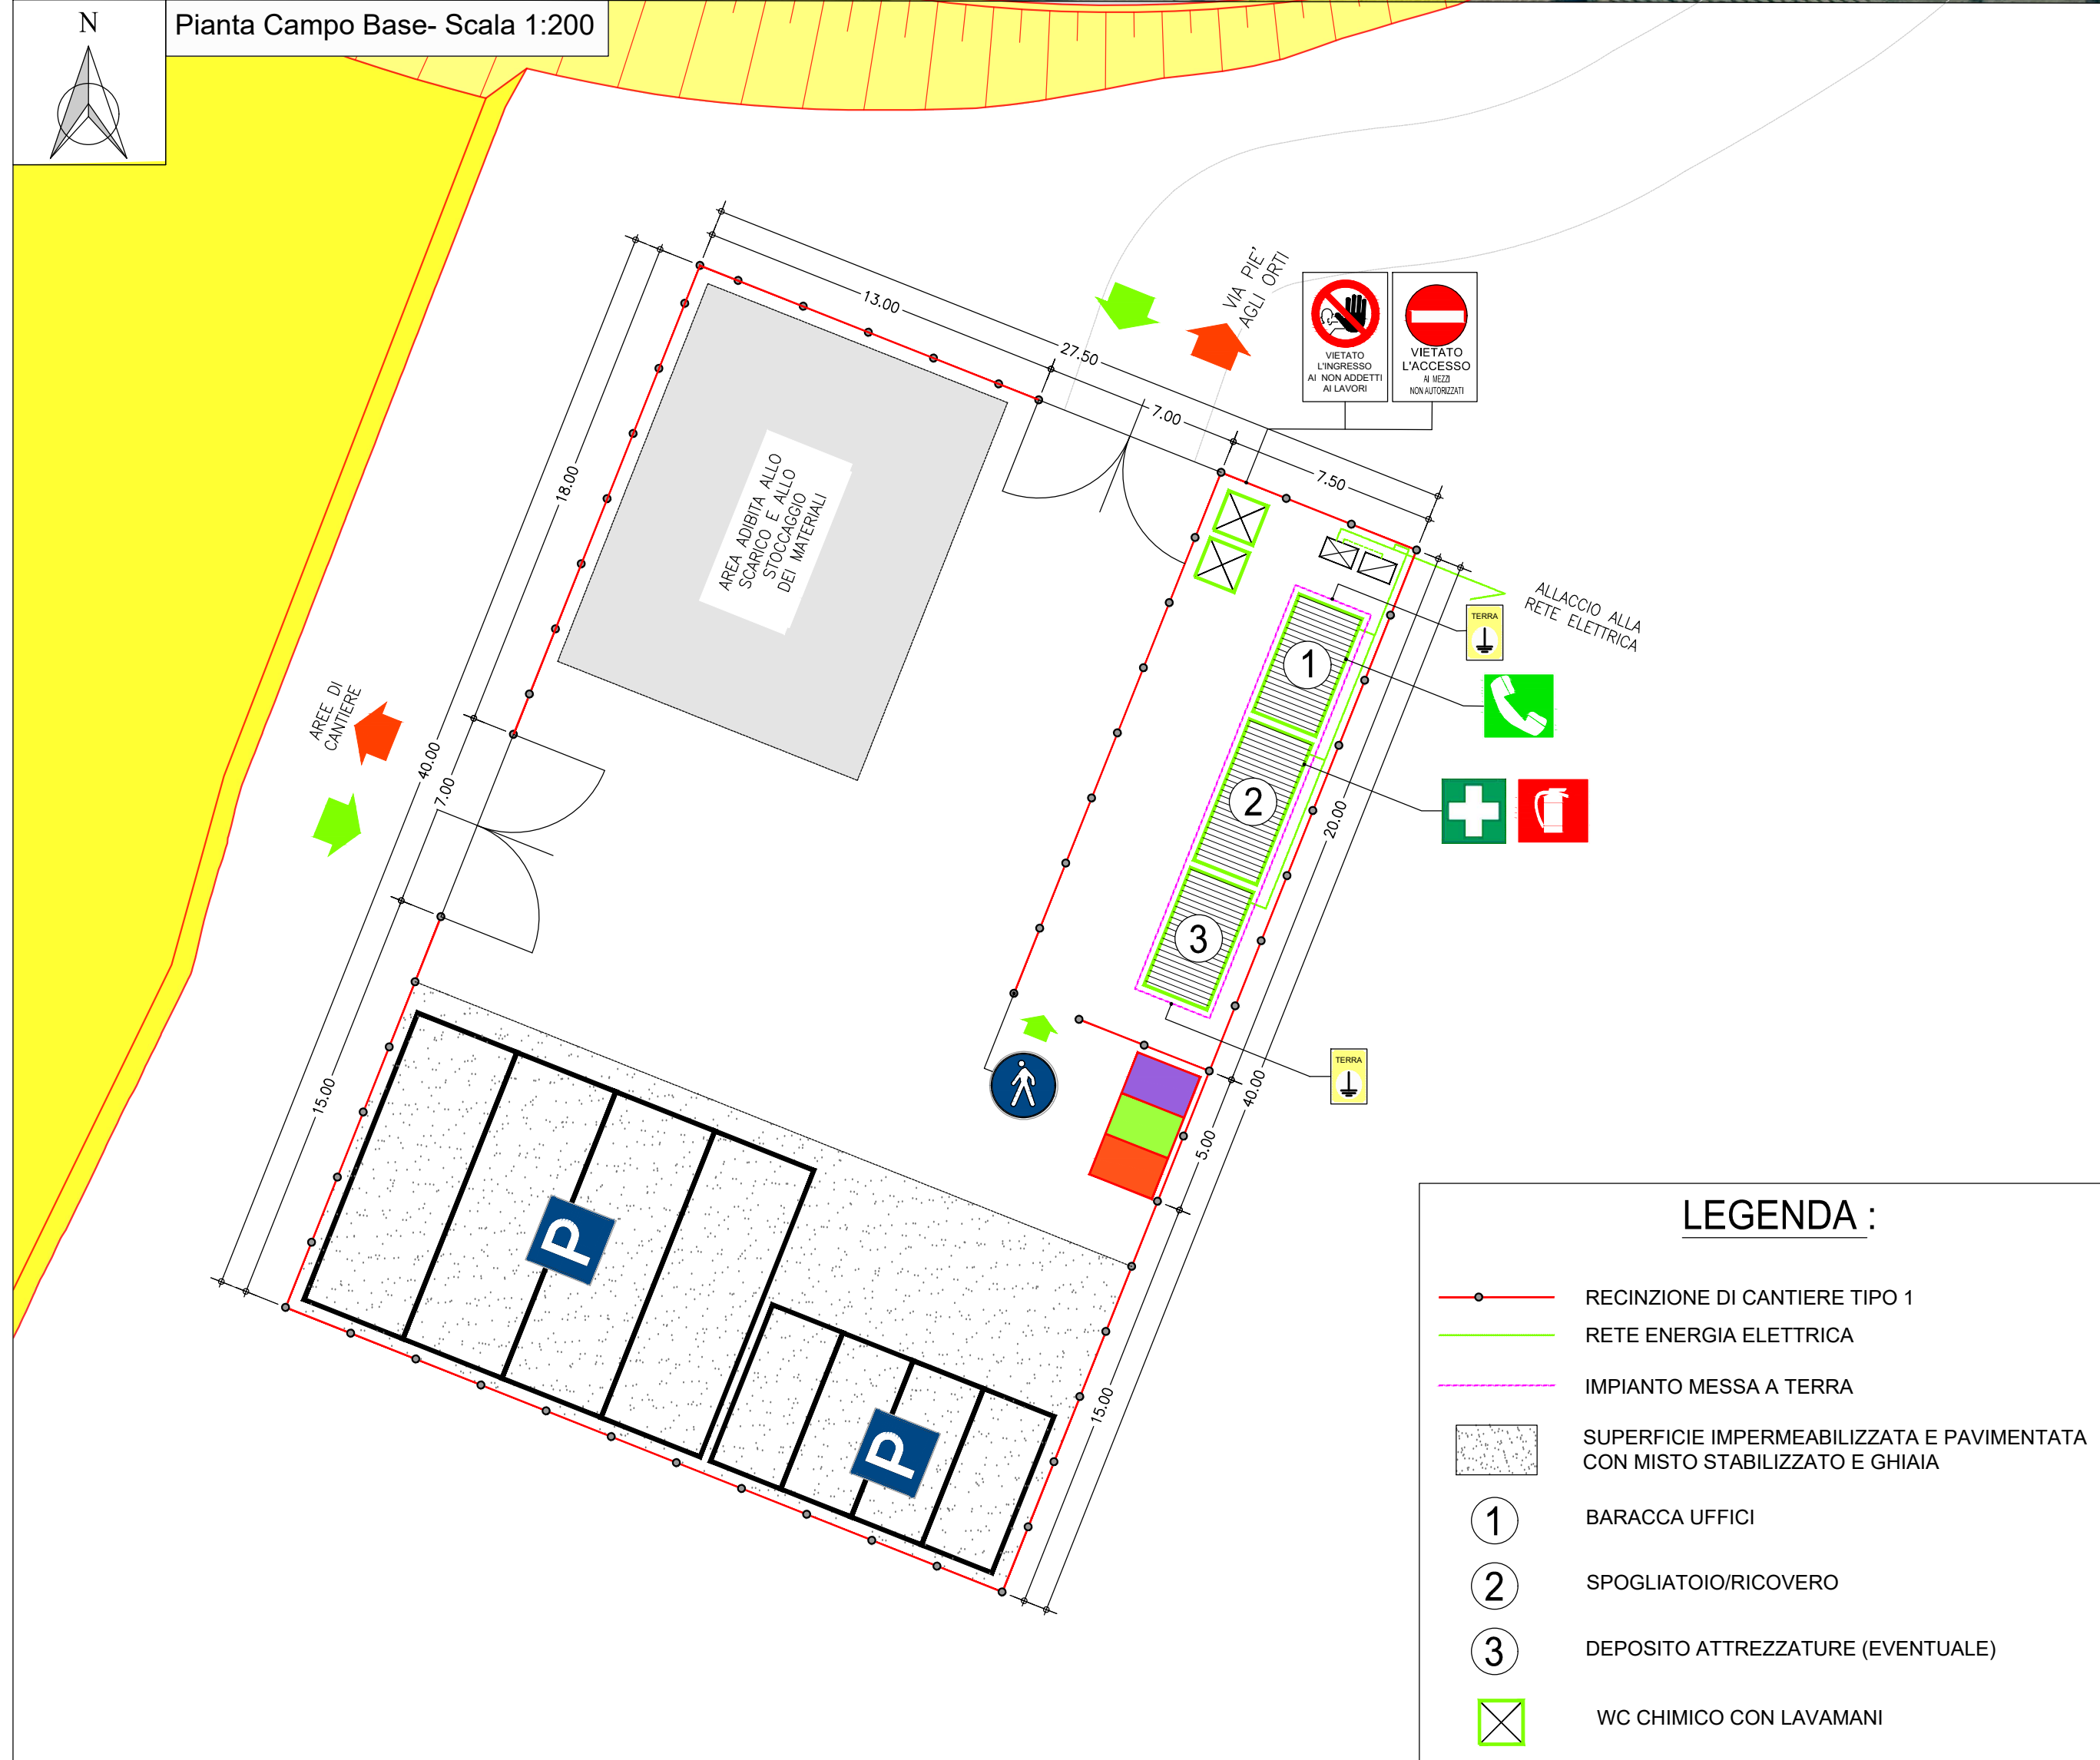 N
Pianta Campo Base- Scala 1:200
13.00
27.50
7.00
7.50
VIA PIE'
AGLI ORTI
VIETATO
L'INGRESSO
AI NON ADDETTI
AI LAVORI
VIETATO
L'ACCESSO
AI MEZZI
NON AUTORIZZATI
18.00
AREA ADIBITA ALLO
SCARICO E ALLO
STOCCAGGIO
DEI MATERIALI
ALLACCIO ALLA
RETE ELETTRICA
TERRA
1
AREE DI
CANTIERE
40.00
7.00
2
20.00
3
15.00
TERRA
40.00
5.00
P
15.00
P
LEGENDA :
RECINZIONE DI CANTIERE TIPO 1
RETE ENERGIA ELETTRICA
IMPIANTO MESSA A TERRA
SUPERFICIE IMPERMEABILIZZATA E PAVIMENTATA
CON MISTO STABILIZZATO E GHIAIA
1 BARACCA UFFICI
2 SPOGLIATOIO/RICOVERO
3 DEPOSITO ATTREZZATURE (EVENTUALE)
WC CHIMICO CON LAVAMANI